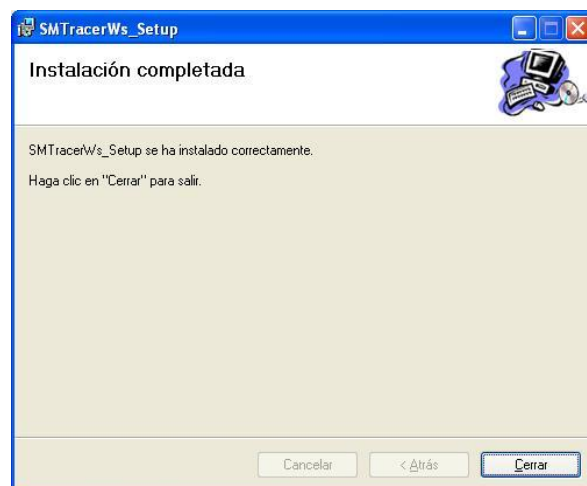 SMTracerWs_Setup
Instalación completada
SMTracerWs_Setup se ha instalado correctamente.
Haga clic en "Cerrar" para salir.
Cancelar
< Atrás
Cerrar